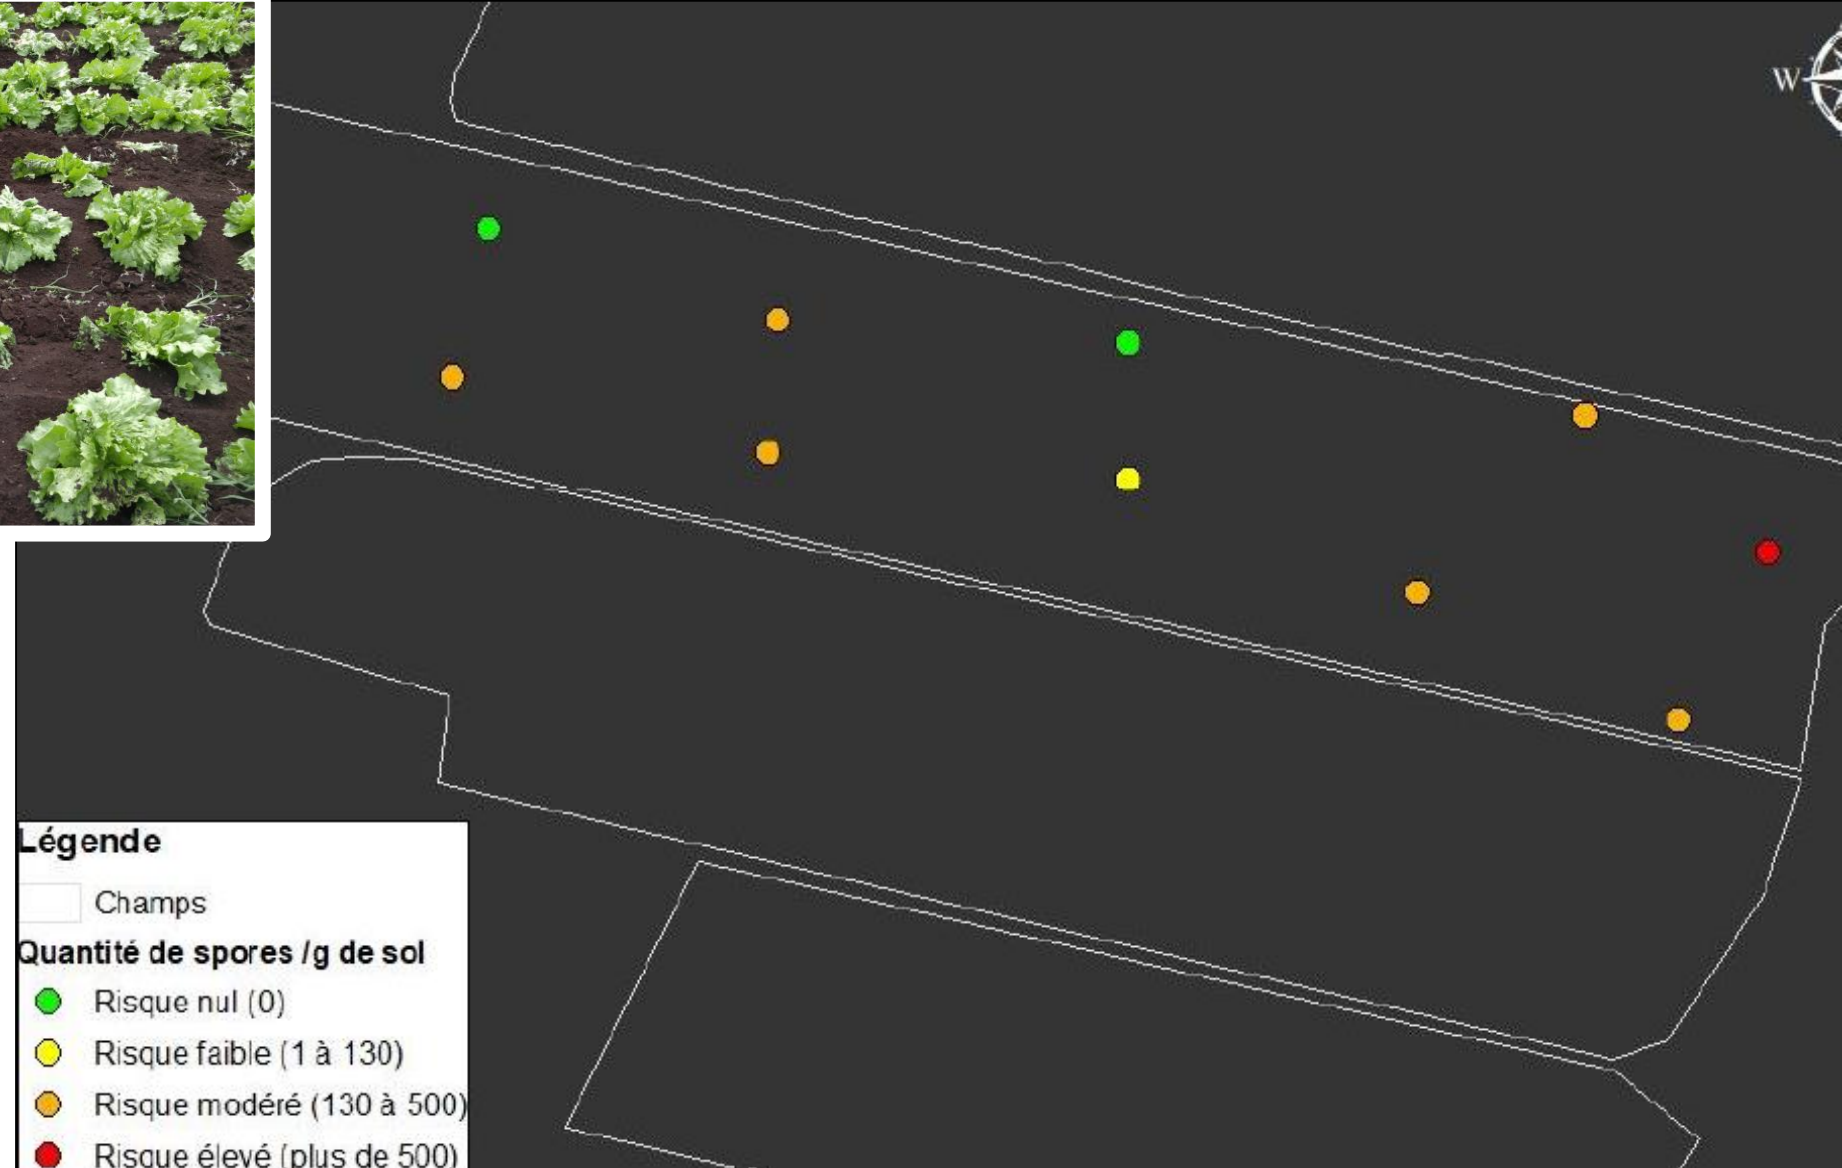 W
Légende
Champs
Quantité de spores /g de sol
Risque nul (0)
Risque faible (1 à 130)
Risque modéré (130 à 500)
Risque élevé (plus de 500)